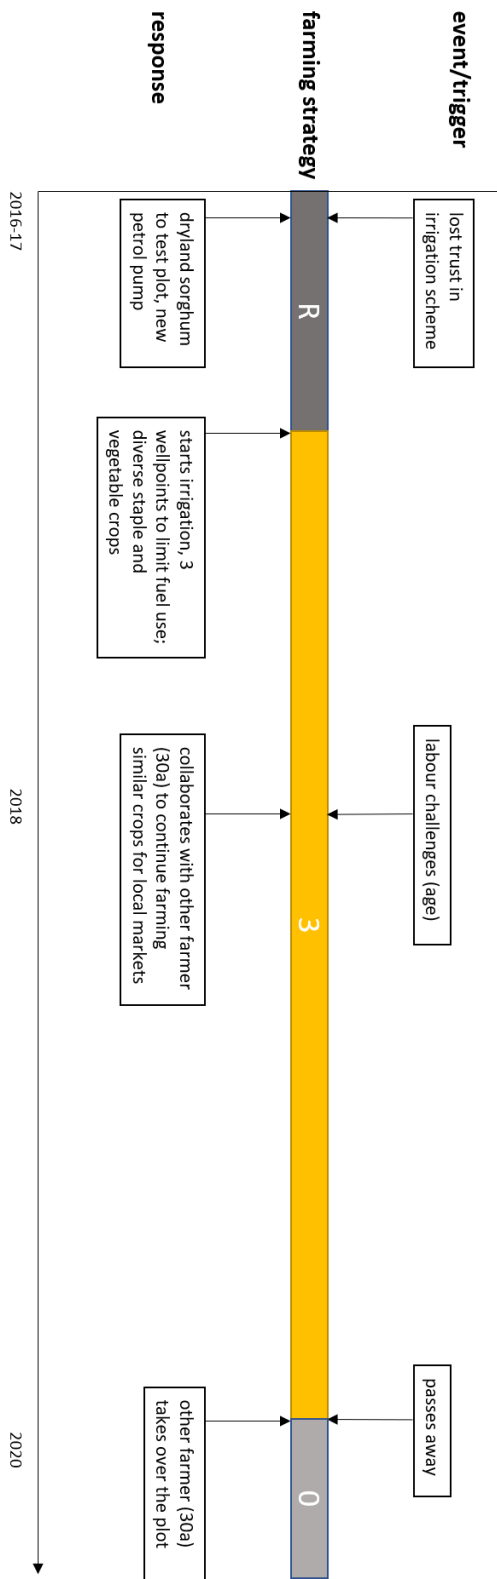 event/trigger
lost trust in
irrigation scheme
labour challenges (age)
passes away
farming strategy
R
3
0
response
dryland sorghum
to test plot, new
petrol pump
starts irrigation, 3
wellpoints to limit fuel use;
diverse staple and
vegetable crops
collaborates with other farmer
(30a) to continue farming
similar crops for local markets
other farmer (30a)
takes over the plot
2016-17
2018
2020